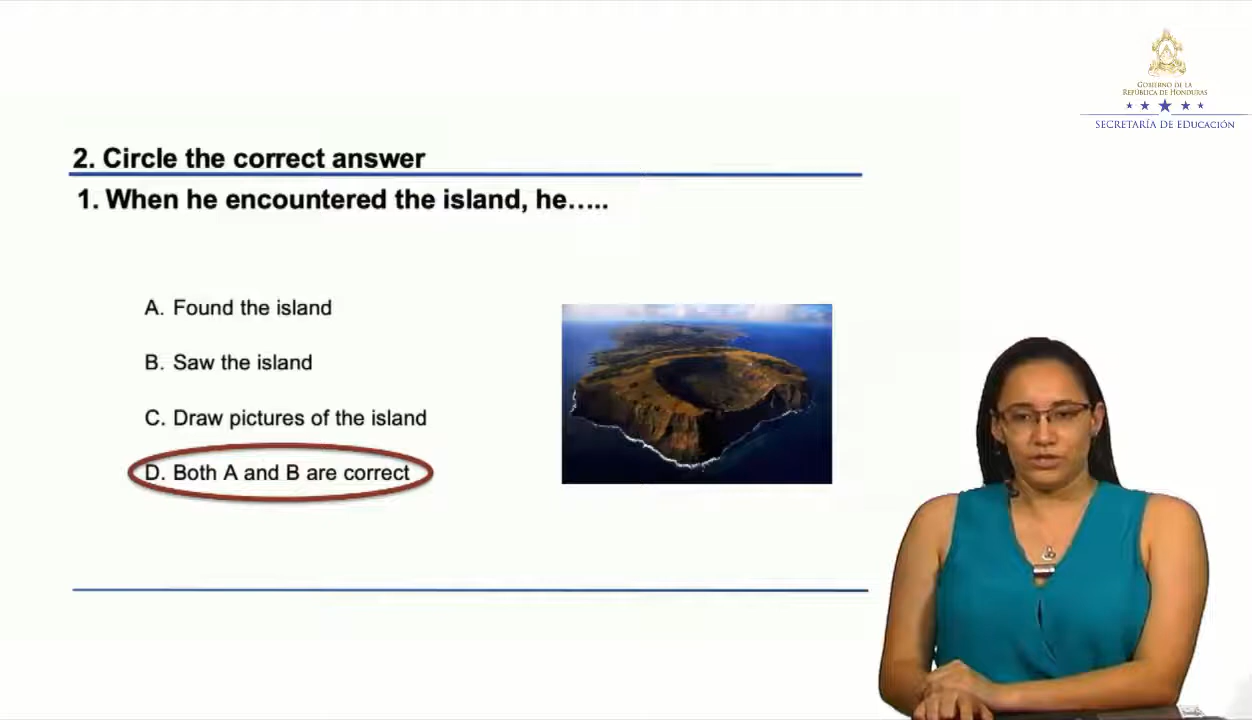 GOBIERNO DE LA
REPÚBLICA DE HONDURAS
SECRETARÍA DE EDUCACIÓN
2. Circle the correct answer
1. When he encountered the island, he…..
A. Found the island
B. Saw the island
C. Draw pictures of the island
D. Both A and B are correct